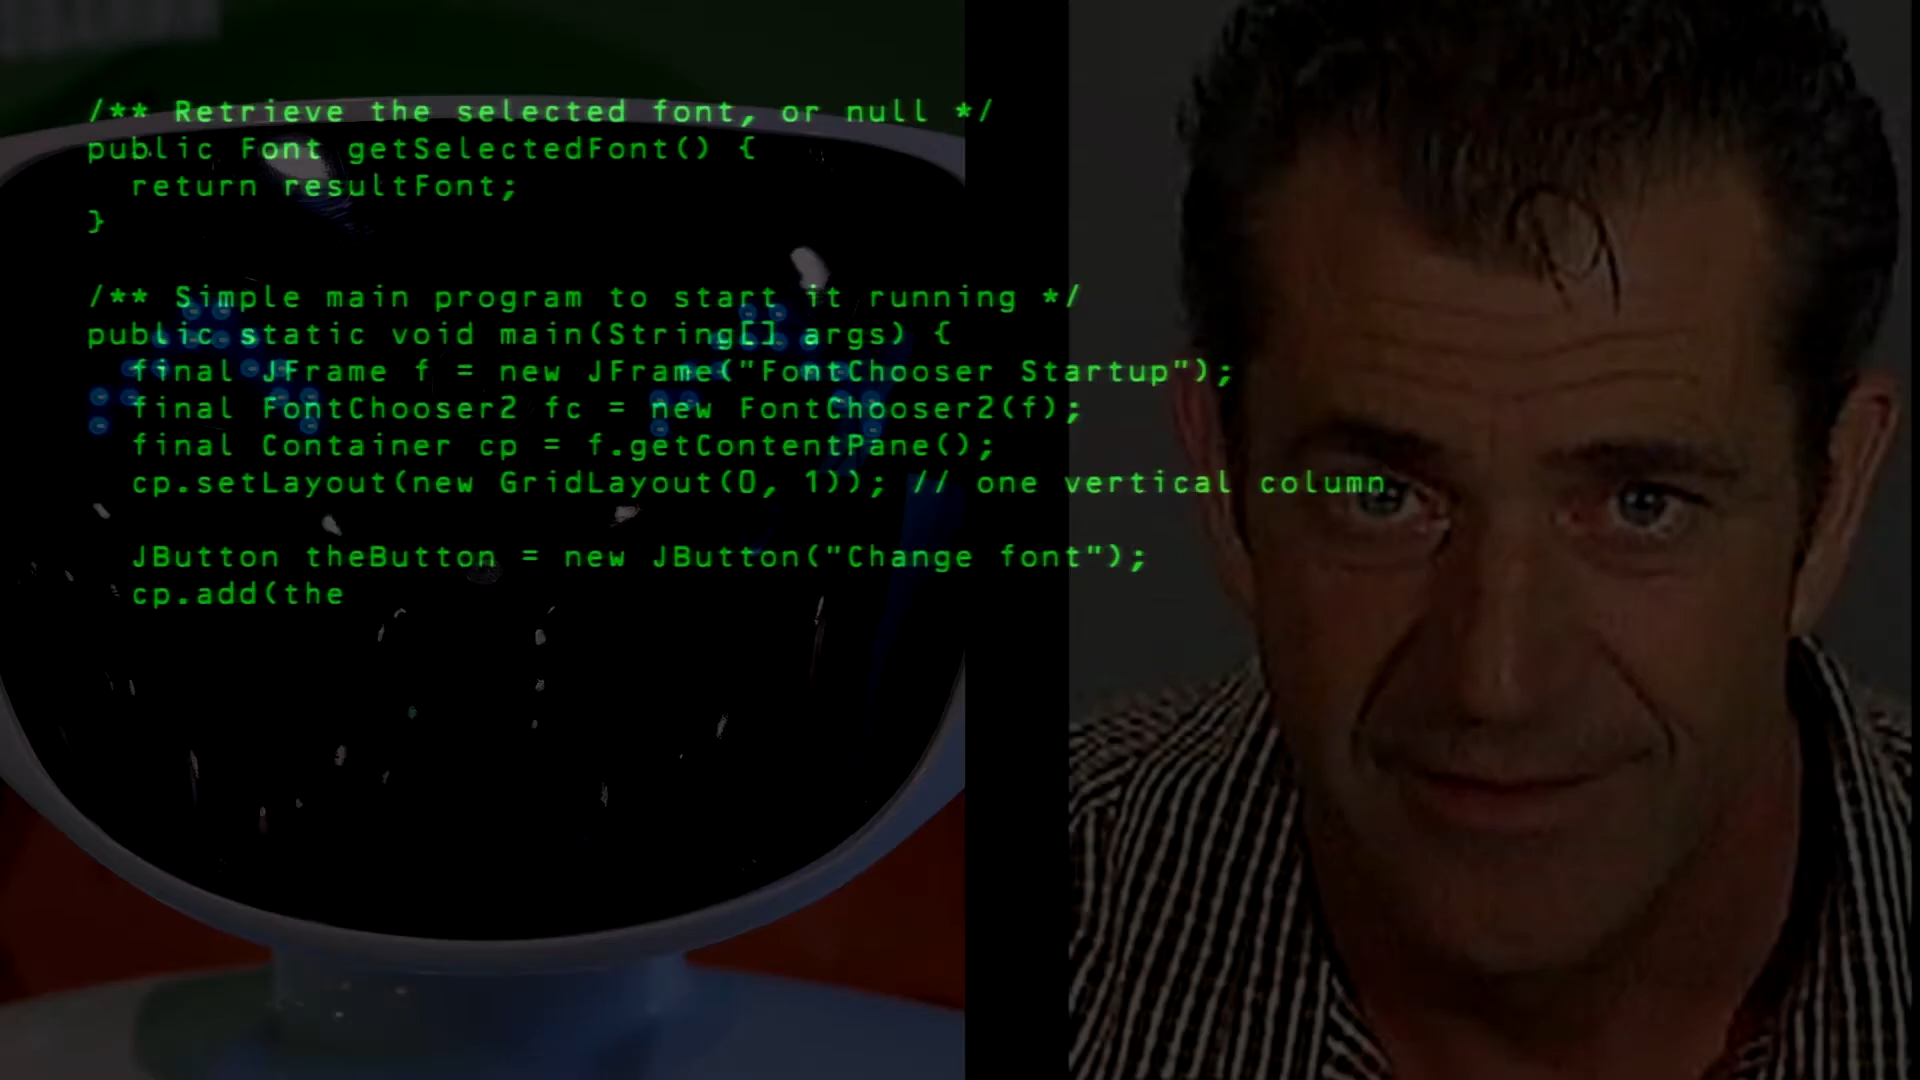 /** Retrieve the selected font, or null */
public Font getSelectedFont() {
  return resultFont;
}
/** Simple main program to start it running */
public static void main(String[] args) {
  final JFrame f = new JFrame("FontChooser Startup");
  final FontChooser2 fc = new FontChooser2(f);
  final Container cp = f.getContentPane();
  cp.setLayout(new GridLayout(0, 1)); // one vertical column
  JButton theButton = new JButton("Change font");
  cp.add(the